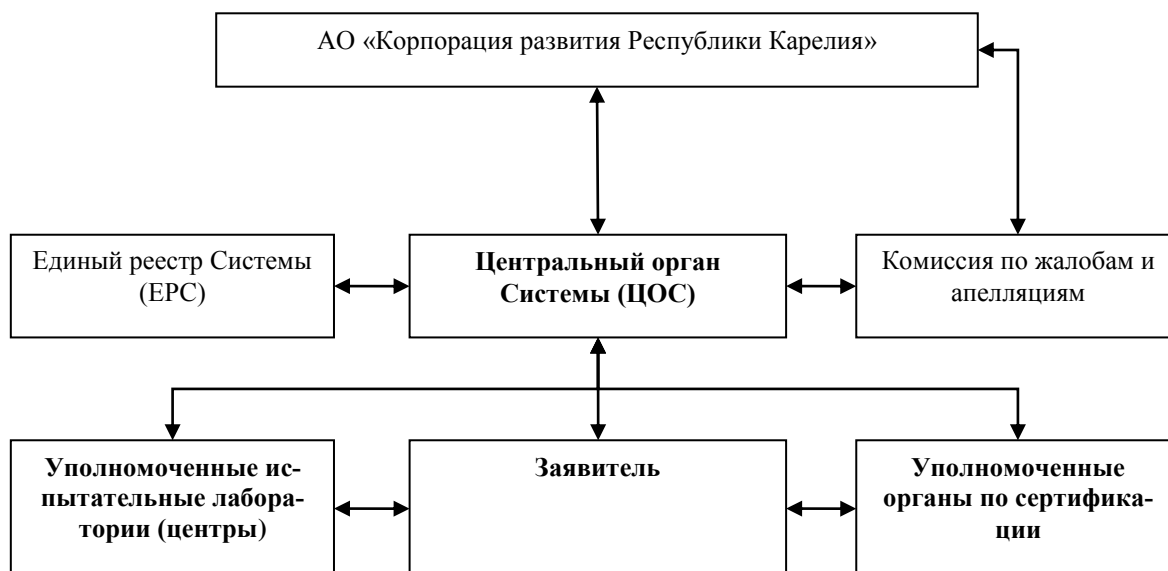 АО «Корпорация развития Республики Карелия»
Единый реестр Системы
(ЕРС)
Центральный орган
Системы (ЦОС)
Комиссия по жалобам и
апелляциям
Уполномоченные ис-
пытательные лабора-
тории (центры)
Заявитель
Уполномоченные
органы по сертифика-
ции